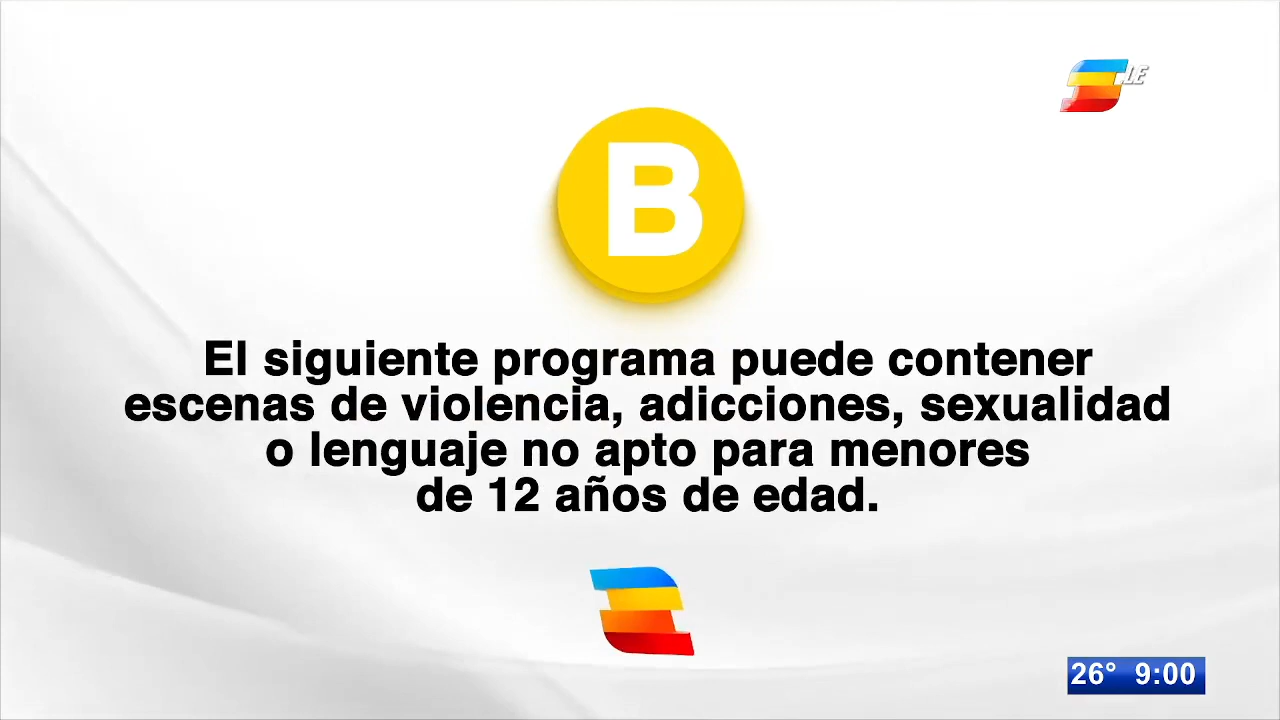 LE
B
El siguiente programa puede contener
escenas de violencia, adicciones, sexualidad
o lenguaje no apto para menores
de 12 años de edad.
26° 9:00